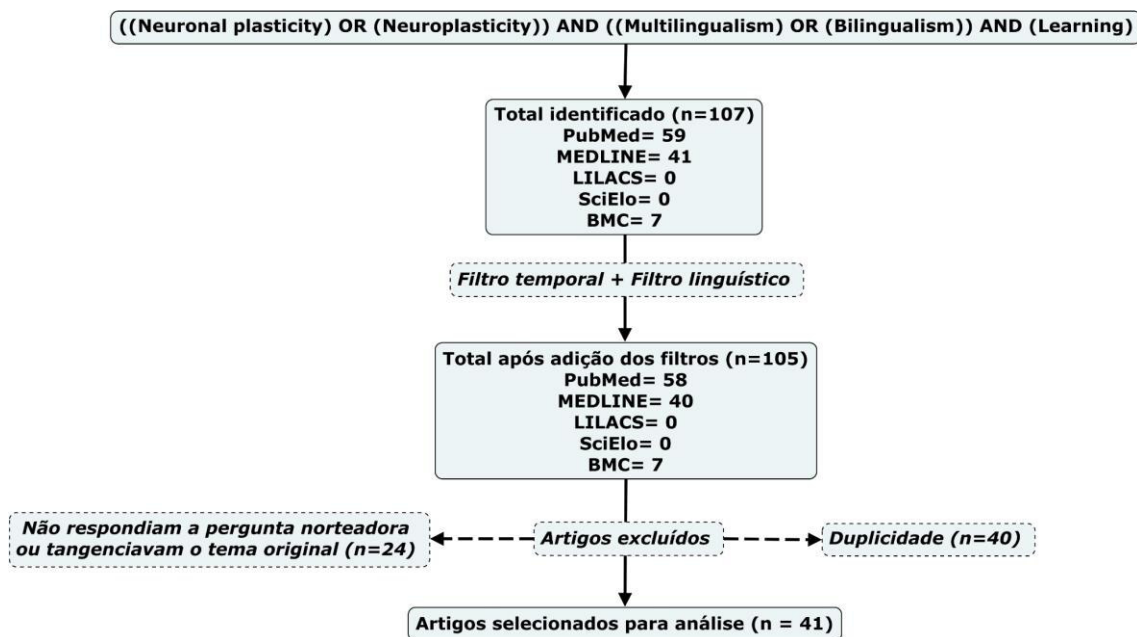 ((Neuronal plasticity) OR (Neuroplasticity)) AND ((Multilingualism) OR (Bilingualism)) AND (Learning)
Total identificado (n=107)
PubMed= 59
MEDLINE= 41
LILACS= 0
SciElo= 0
BMC= 7
Filtro temporal + Filtro linguístico
Total após adição dos filtros (n=105)
PubMed= 58
MEDLINE= 40
LILACS= 0
SciElo= 0
BMC= 7
Não respondiam a pergunta norteadora
ou tangenciavam o tema original (n=24)
Artigos excluídos
Duplicidade (n=40)
Artigos selecionados para análise (n = 41)